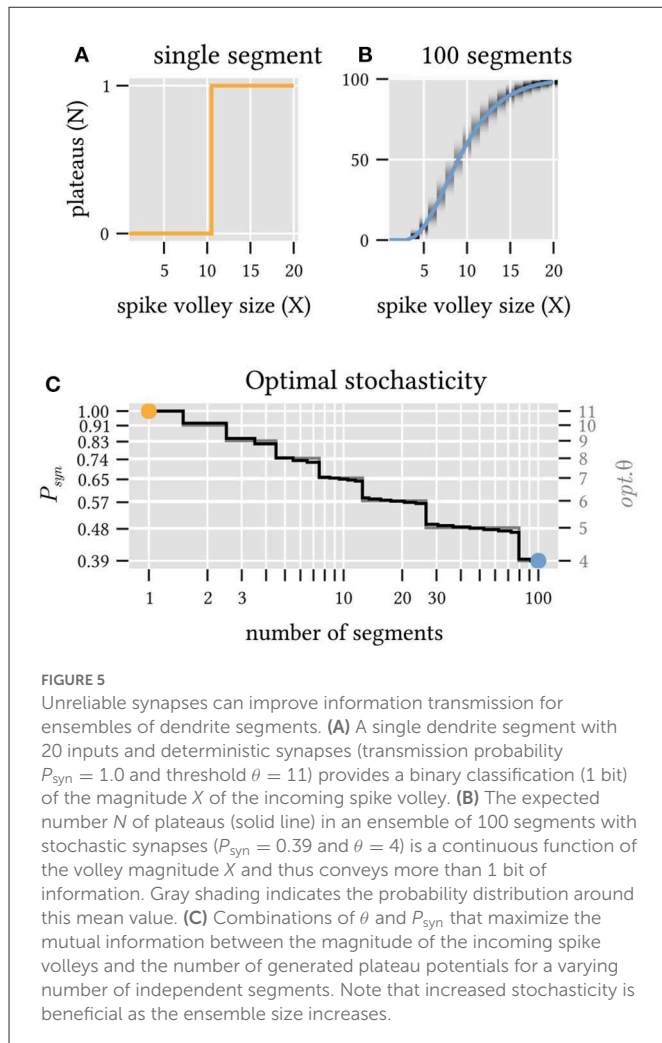 A single segment
B 100 segments
plateaus (N)
1
0
5 10 15 20
spike volley size (X)
100
50
0
5 10 15 20
spike volley size (X)
C Optimal stochasticity
P_syn
1.00
0.91
0.83
0.74
0.65
0.57
0.48
0.39
11
10
9
8
7
6
5
4
opt.θ
1 2 3 10 20 30 100
number of segments
FIGURE 5
Unreliable synapses can improve information transmission for
ensembles of dendrite segments. (A) A single dendrite segment with
20 inputs and deterministic synapses (transmission probability
P_syn = 1.0 and threshold θ = 11) provides a binary classification (1 bit)
of the magnitude X of the incoming spike volley. (B) The expected
number N of plateaus (solid line) in an ensemble of 100 segments with
stochastic synapses (P_syn = 0.39 and θ = 4) is a continuous function of
the volley magnitude X and thus conveys more than 1 bit of
information. Gray shading indicates the probability distribution around
this mean value. (C) Combinations of θ and P_syn that maximize the
mutual information between the magnitude of the incoming spike
volleys and the number of generated plateau potentials for a varying
number of independent segments. Note that increased stochasticity is
beneficial as the ensemble size increases.